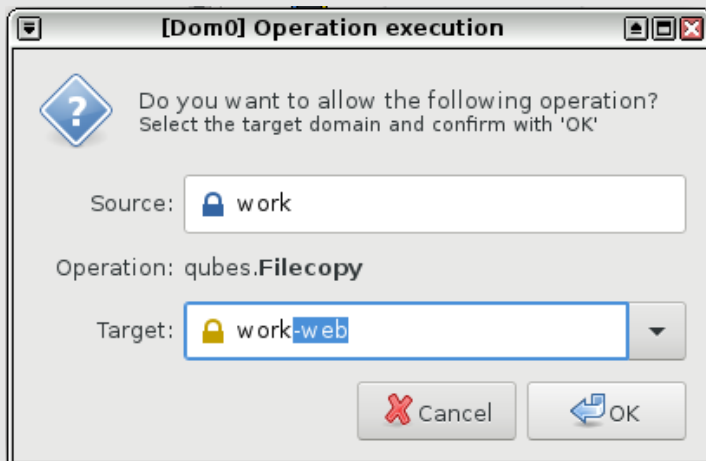 [Dom0] Operation execution
Do you want to allow the following operation?
Select the target domain and confirm with 'OK'
Source: work
Operation: qubes.Filecopy
Target: work-web
Cancel OK